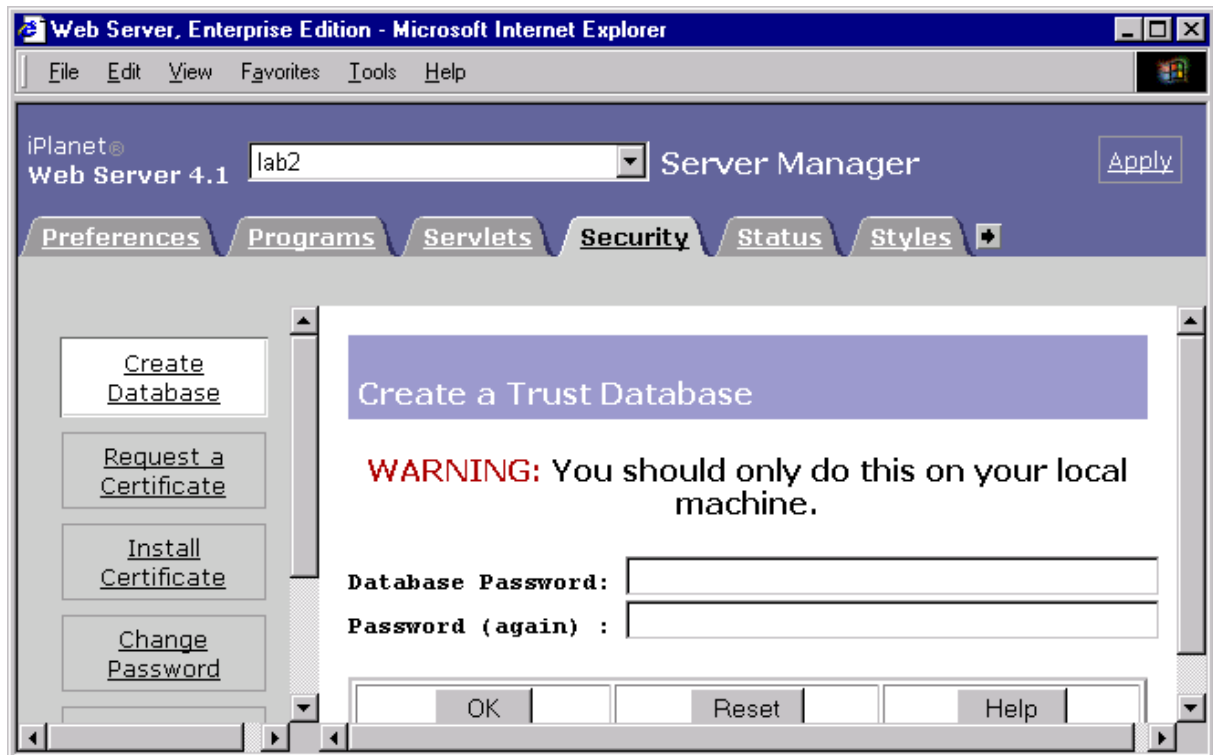 Web Server, Enterprise Edition - Microsoft Internet Explorer
File Edit View Favorites Tools Help
iPlanet®
Web Server 4.1
lab2
Server Manager
Apply
Preferences Programs Servlets Security Status Styles
Create
Database
Request a
Certificate
Install
Certificate
Change
Password
Create a Trust Database
WARNING: You should only do this on your local
machine.
Database Password:
Password (again) :
OK Reset Help